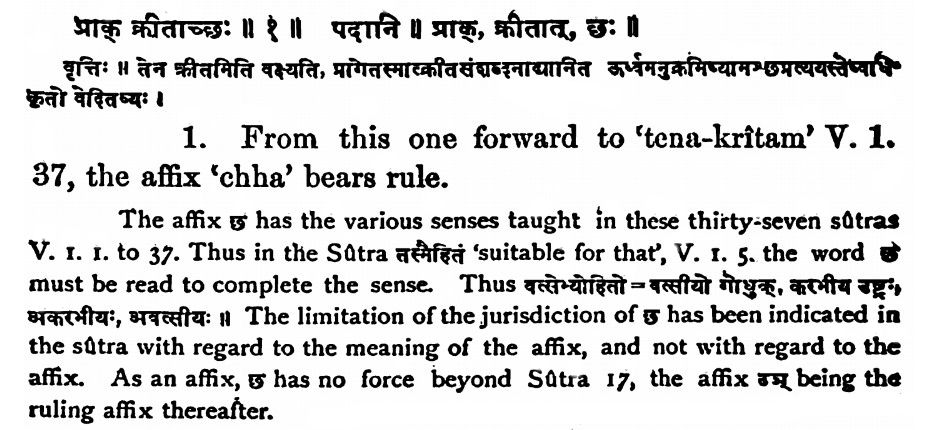 प्राक् क्रीताच्छः ॥ १ ॥ पदानि ॥ प्राक्, क्रीतात्, छः ॥
वृत्तिः ॥ तेन क्रीतमिति वक्ष्यति, प्रागेतस्मात्क्रीतसंशब्दनाद्यानित ऊर्ध्वमनुक्रमिष्यामश्छप्रत्ययस्तेष्वधि-
कृतो वेदितव्यः ।
1. From this one forward to ‘tena-krîtam’ V. 1.
37, the affix ‘chha’ bears rule.
The affix छ has the various senses taught in these thirty-seven sûtras
V. 1. 1. to 37. Thus in the Sûtra तस्मैहितं ‘suitable for that’, V. 1. 5. the word छ
must be read to complete the sense. Thus वत्सेभ्योहितो = वत्सीयो गोधुक्, करभीय उष्ट्रः,
अकरभीयः, अवत्सीयः ॥ The limitation of the jurisdiction of छ has been indicated in
the sûtra with regard to the meaning of the affix, and not with regard to the
affix. As an affix, छ has no force beyond Sûtra 17, the affix ठञ् being the
ruling affix thereafter.